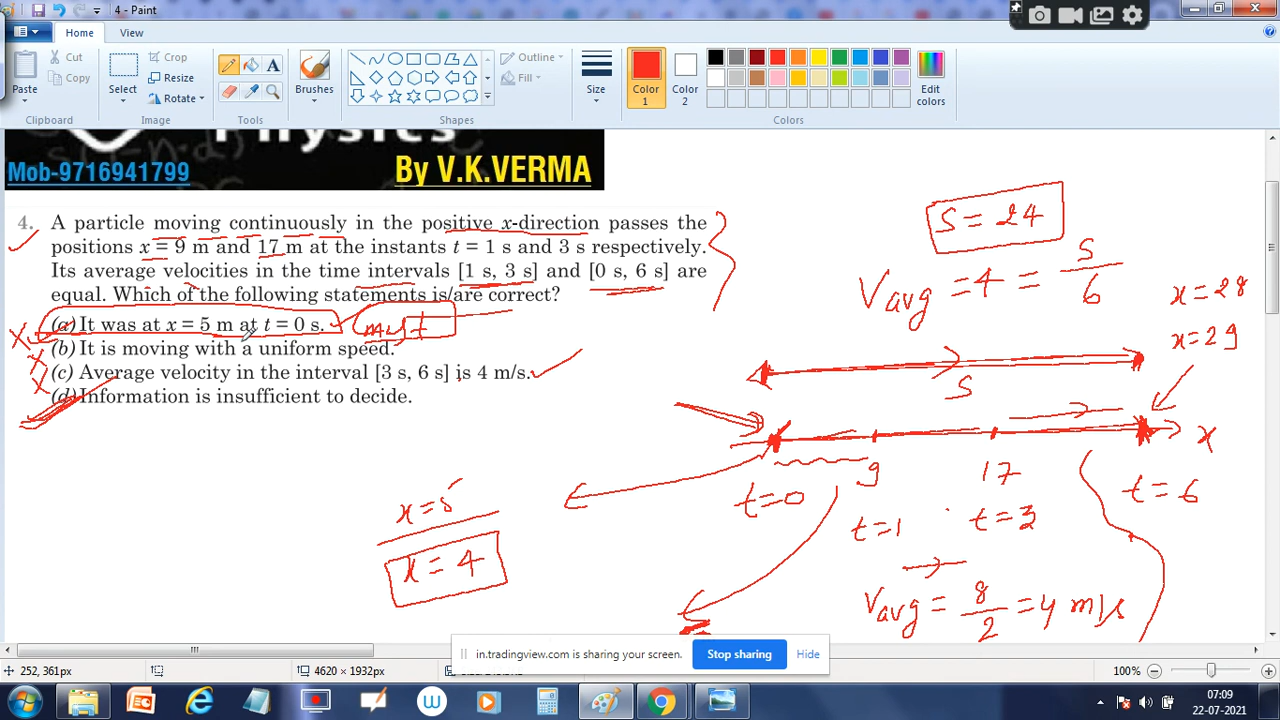 4 - Paint
Home
View
Paste
Cut
Copy
Clipboard
Select
Crop
Resize
Rotate
Image
A
Tools
Brushes
Shapes
Outline
Fill
Size
Color 1
Color 2
Edit colors
Colors
Physics
Mob-9716941799
By V.K.VERMA
4. A particle moving continuously in the positive x-direction passes the
positions x = 9 m and 17 m at the instants t = 1 s and 3 s respectively.
Its average velocities in the time intervals [1 s, 3 s] and [0 s, 6 s] are
equal. Which of the following statements is/are correct?
(a) It was at x = 5 m at t = 0 s.
must
(b) It is moving with a uniform speed.
(c) Average velocity in the interval [3 s, 6 s] is 4 m/s.
(d) Information is insufficient to decide.
S = 24
Vavg = 4 = S/6
x = 28
x = 29
S
x
9
17
t=0
t=1
t=3
t=6
x=5
x = 4
Vavg = 8/2 = 4 m/s
in.tradingview.com is sharing your screen.
Stop sharing
Hide
252, 361px
4620 × 1932px
100%
07:09
22-07-2021